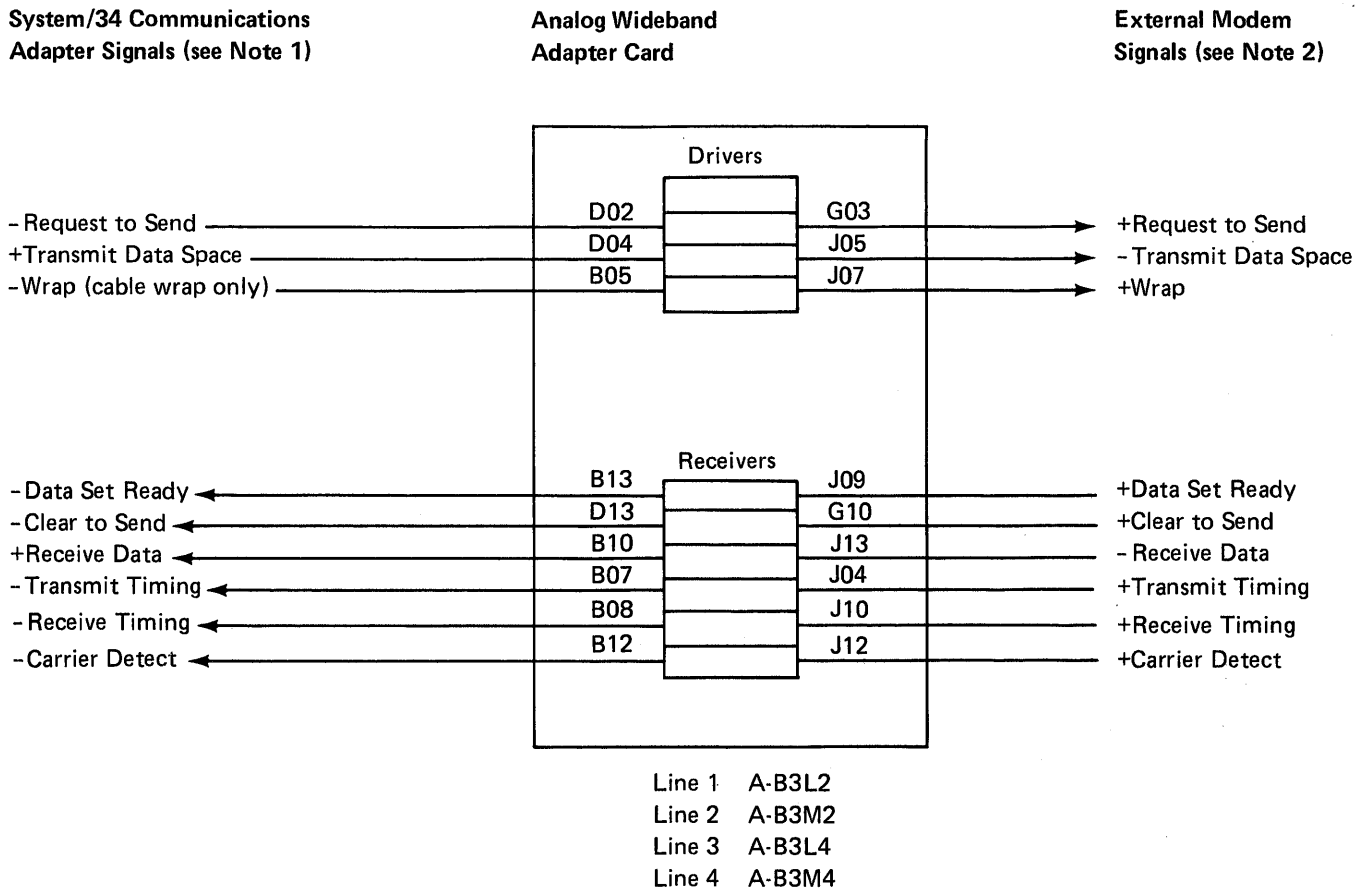 System/34 Communications
Adapter Signals (see Note 1)
Analog Wideband
Adapter Card
External Modem
Signals (see Note 2)
Drivers
-Request to Send D02 G03 +Request to Send
+Transmit Data Space D04 J05 -Transmit Data Space
-Wrap (cable wrap only) B05 J07 +Wrap
Receivers
-Data Set Ready B13 J09 +Data Set Ready
-Clear to Send D13 G10 +Clear to Send
+Receive Data B10 J13 -Receive Data
-Transmit Timing B07 J04 +Transmit Timing
-Receive Timing B08 J10 +Receive Timing
-Carrier Detect B12 J12 +Carrier Detect
Line 1 A-B3L2
Line 2 A-B3M2
Line 3 A-B3L4
Line 4 A-B3M4